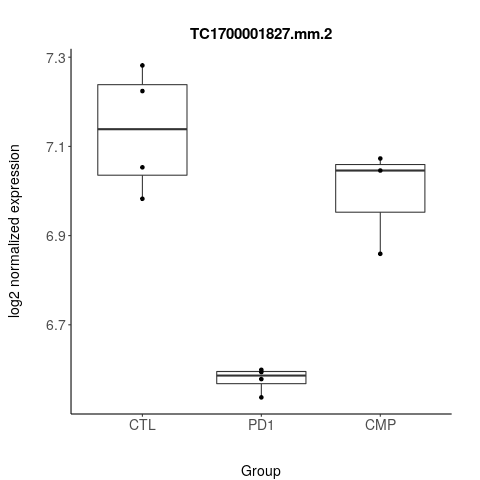 TC1700001827.mm.2
log2 normalized expression
7.3
7.1
6.9
6.7
CTL PD1 CMP
Group